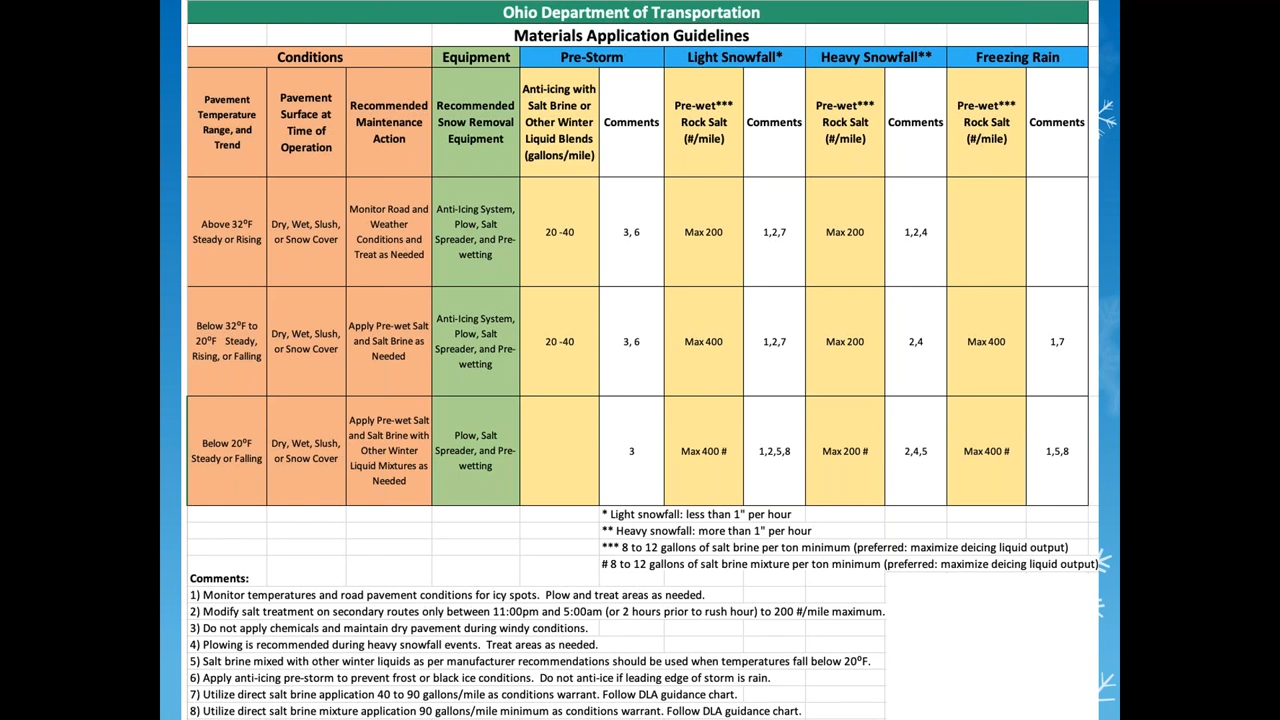 Ohio Department of Transportation
Materials Application Guidelines
Conditions Equipment Pre-Storm Light Snowfall* Heavy Snowfall** Freezing Rain
Pavement
Temperature
Range, and
Trend
Pavement
Surface at
Time of
Operation
Recommended
Maintenance
Action
Recommended
Snow Removal
Equipment
Anti-icing with
Salt Brine or
Other Winter
Liquid Blends
(gallons/mile)
Comments
Pre-wet***
Rock Salt
(#/mile)
Comments
Pre-wet***
Rock Salt
(#/mile)
Comments
Pre-wet***
Rock Salt
(#/mile)
Comments
Above 32⁰F
Steady or Rising
Dry, Wet, Slush,
or Snow Cover
Monitor Road and
Weather
Conditions and
Treat as Needed
Anti-Icing System,
Plow, Salt
Spreader, and Pre-
wetting
20 -40
3, 6
Max 200
1,2,7
Max 200
1,2,4
Below 32⁰F to
20⁰F Steady,
Rising, or Falling
Dry, Wet, Slush,
or Snow Cover
Apply Pre-wet Salt
and Salt Brine as
Needed
Anti-Icing System,
Plow, Salt
Spreader, and Pre-
wetting
20 -40
3, 6
Max 400
1,2,7
Max 200
2,4
Max 400
1,7
Below 20⁰F
Steady or Falling
Dry, Wet, Slush,
or Snow Cover
Apply Pre-wet Salt
and Salt Brine with
Other Winter
Liquid Mixtures as
Needed
Plow, Salt
Spreader, and Pre-
wetting
3
Max 400 #
1,2,5,8
Max 200 #
2,4,5
Max 400 #
1,5,8
* Light snowfall: less than 1" per hour
** Heavy snowfall: more than 1" per hour
*** 8 to 12 gallons of salt brine per ton minimum (preferred: maximize deicing liquid output)
# 8 to 12 gallons of salt brine mixture per ton minimum (preferred: maximize deicing liquid output)
Comments:
1) Monitor temperatures and road pavement conditions for icy spots. Plow and treat areas as needed.
2) Modify salt treatment on secondary routes only between 11:00pm and 5:00am (or 2 hours prior to rush hour) to 200 #/mile maximum.
3) Do not apply chemicals and maintain dry pavement during windy conditions.
4) Plowing is recommended during heavy snowfall events. Treat areas as needed.
5) Salt brine mixed with other winter liquids as per manufacturer recommendations should be used when temperatures fall below 20⁰F.
6) Apply anti-icing pre-storm to prevent frost or black ice conditions. Do not anti-ice if leading edge of storm is rain.
7) Utilize direct salt brine application 40 to 90 gallons/mile as conditions warrant. Follow DLA guidance chart.
8) Utilize direct salt brine mixture application 90 gallons/mile minimum as conditions warrant. Follow DLA guidance chart.